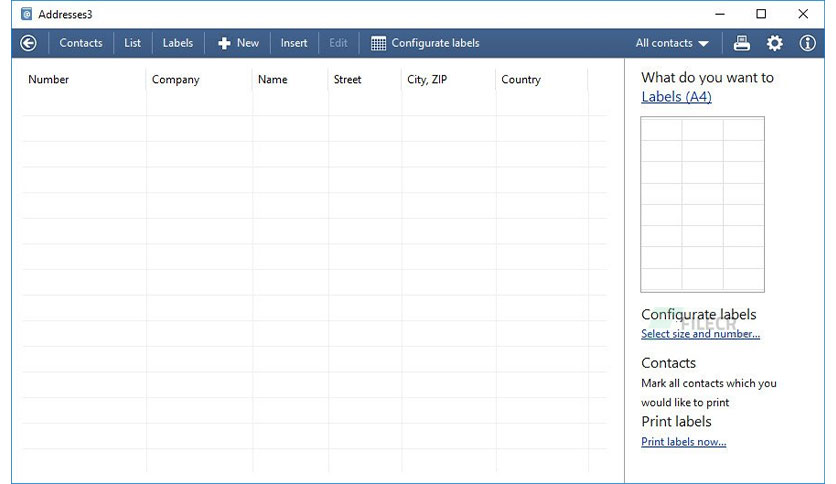 Addresses3
Contacts List Labels New Insert Edit Configurate labels All contacts
Number Company Name Street City, ZIP Country
What do you want to
Labels (A4)
Configurate labels
FILECR
Select size and number...
Contacts
Mark all contacts which you
would like to print
Print labels
Print labels now...